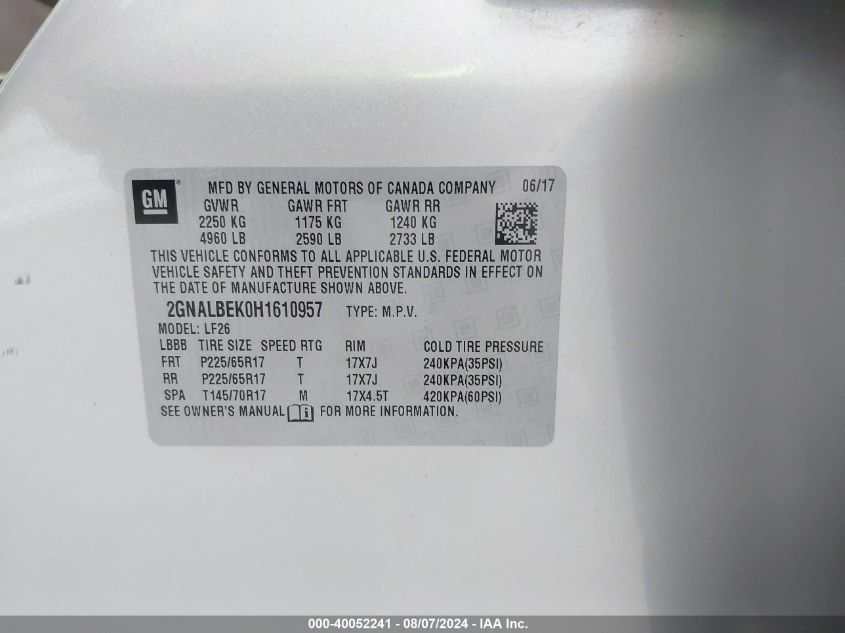 GM ® MFD BY GENERAL MOTORS OF CANADA COMPANY 06/17
GVWR GAWR FRT GAWR RR
2250 KG 1175 KG 1240 KG
4960 LB 2590 LB 2733 LB
THIS VEHICLE CONFORMS TO ALL APPLICABLE U.S. FEDERAL MOTOR
VEHICLE SAFETY AND THEFT PREVENTION STANDARDS IN EFFECT ON
THE DATE OF MANUFACTURE SHOWN ABOVE.
2GNALBEK0H1610957 TYPE: M.P.V.
MODEL: LF26
LBBB TIRE SIZE SPEED RTG RIM COLD TIRE PRESSURE
FRT P225/65R17 T 17X7J 240KPA(35PSI)
RR P225/65R17 T 17X7J 240KPA(35PSI)
SPA T145/70R17 M 17X4.5T 420KPA(60PSI)
SEE OWNER'S MANUAL FOR MORE INFORMATION.
000-40052241 - 08/07/2024 - IAA Inc.